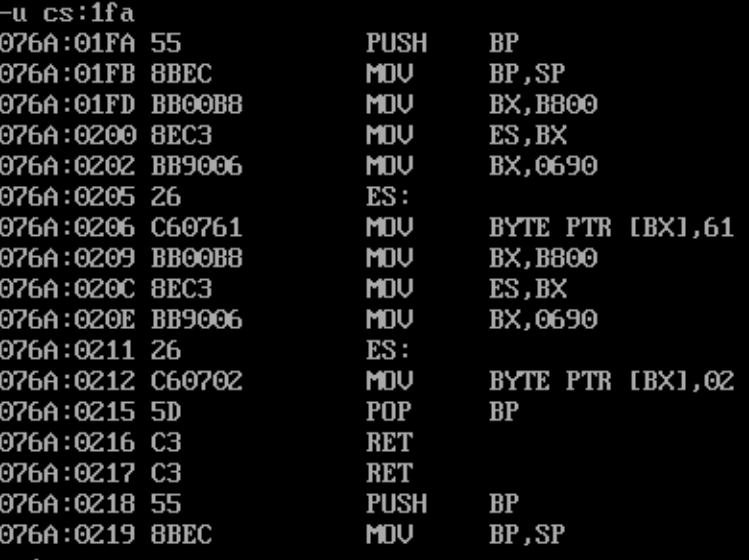 -u cs:1fa
076A:01FA 55 PUSH BP
076A:01FB 8BEC MOV BP,SP
076A:01FD BB00B8 MOV BX,B800
076A:0200 8EC3 MOV ES,BX
076A:0202 BB9006 MOV BX,0690
076A:0205 26 ES:
076A:0206 C60761 MOV BYTE PTR [BX],61
076A:0209 BB00B8 MOV BX,B800
076A:020C 8EC3 MOV ES,BX
076A:020E BB9006 MOV BX,0690
076A:0211 26 ES:
076A:0212 C60702 MOV BYTE PTR [BX],02
076A:0215 5D POP BP
076A:0216 C3 RET
076A:0217 C3 RET
076A:0218 55 PUSH BP
076A:0219 8BEC MOV BP,SP